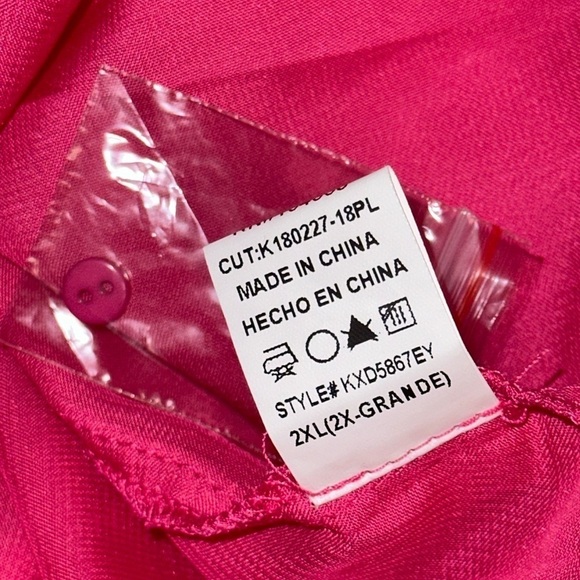 CUT:K180227-18PL
MADE IN CHINA
HECHO EN CHINA
STYLE# KXD5867EY
2XL(2X-GRANDE)